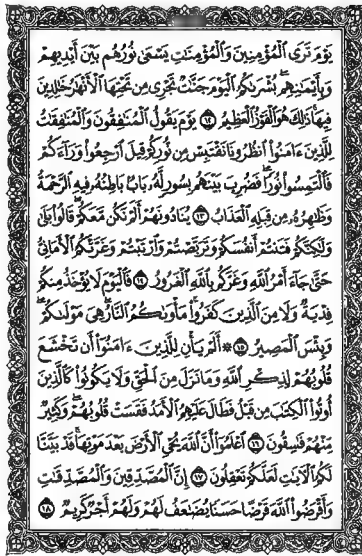 يَوْمَ تَرَى ٱلْمُؤْمِنِينَ وَٱلْمُؤْمِنَٰتِ يَسْعَىٰ نُورُهُم بَيْنَ أَيْدِيهِمْ
وَبِأَيْمَٰنِهِم بُشْرَىٰكُمُ ٱلْيَوْمَ جَنَّٰتٌ تَجْرِى مِن تَحْتِهَا ٱلْأَنْهَٰرُ خَٰلِدِينَ
فِيهَا ۚ ذَٰلِكَ هُوَ ٱلْفَوْزُ ٱلْعَظِيمُ ١٢ يَوْمَ يَقُولُ ٱلْمُنَٰفِقُونَ وَٱلْمُنَٰفِقَٰتُ
لِلَّذِينَ ءَامَنُوا۟ ٱنظُرُونَا نَقْتَبِسْ مِن نُّورِكُمْ قِيلَ ٱرْجِعُوا۟ وَرَآءَكُمْ
فَٱلْتَمِسُوا۟ نُورًا فَضُرِبَ بَيْنَهُم بِسُورٍ لَّهُۥ بَابٌۢ بَاطِنُهُۥ فِيهِ ٱلرَّحْمَةُ
وَظَٰهِرُهُۥ مِن قِبَلِهِ ٱلْعَذَابُ ١٣ يُنَادُونَهُمْ أَلَمْ نَكُن مَّعَكُمْ ۖ قَالُوا۟ بَلَىٰ
وَلَٰكِنَّكُمْ فَتَنتُمْ أَنفُسَكُمْ وَتَرَبَّصْتُمْ وَٱرْتَبْتُمْ وَغَرَّتْكُمُ ٱلْأَمَانِىُّ
حَتَّىٰ جَآءَ أَمْرُ ٱللَّهِ وَغَرَّكُم بِٱللَّهِ ٱلْغَرُورُ ١٤ فَٱلْيَوْمَ لَا يُؤْخَذُ مِنكُمْ
فِدْيَةٌ وَلَا مِنَ ٱلَّذِينَ كَفَرُوا۟ ۚ مَأْوَىٰكُمُ ٱلنَّارُ ۖ هِىَ مَوْلَىٰكُمْ ۖ
وَبِئْسَ ٱلْمَصِيرُ ١٥ ۞ أَلَمْ يَأْنِ لِلَّذِينَ ءَامَنُوٓا۟ أَن تَخْشَعَ
قُلُوبُهُمْ لِذِكْرِ ٱللَّهِ وَمَا نَزَلَ مِنَ ٱلْحَقِّ وَلَا يَكُونُوا۟ كَٱلَّذِينَ
أُوتُوا۟ ٱلْكِتَٰبَ مِن قَبْلُ فَطَالَ عَلَيْهِمُ ٱلْأَمَدُ فَقَسَتْ قُلُوبُهُمْ ۖ وَكَثِيرٌ
مِّنْهُمْ فَٰسِقُونَ ١٦ ٱعْلَمُوٓا۟ أَنَّ ٱللَّهَ يُحْىِ ٱلْأَرْضَ بَعْدَ مَوْتِهَا ۚ قَدْ بَيَّنَّا
لَكُمُ ٱلْءَايَٰتِ لَعَلَّكُمْ تَعْقِلُونَ ١٧ إِنَّ ٱلْمُصَّدِّقِينَ وَٱلْمُصَّدِّقَٰتِ
وَأَقْرَضُوا۟ ٱللَّهَ قَرْضًا حَسَنًا يُضَٰعَفُ لَهُمْ وَلَهُمْ أَجْرٌ كَرِيمٌ ١٨